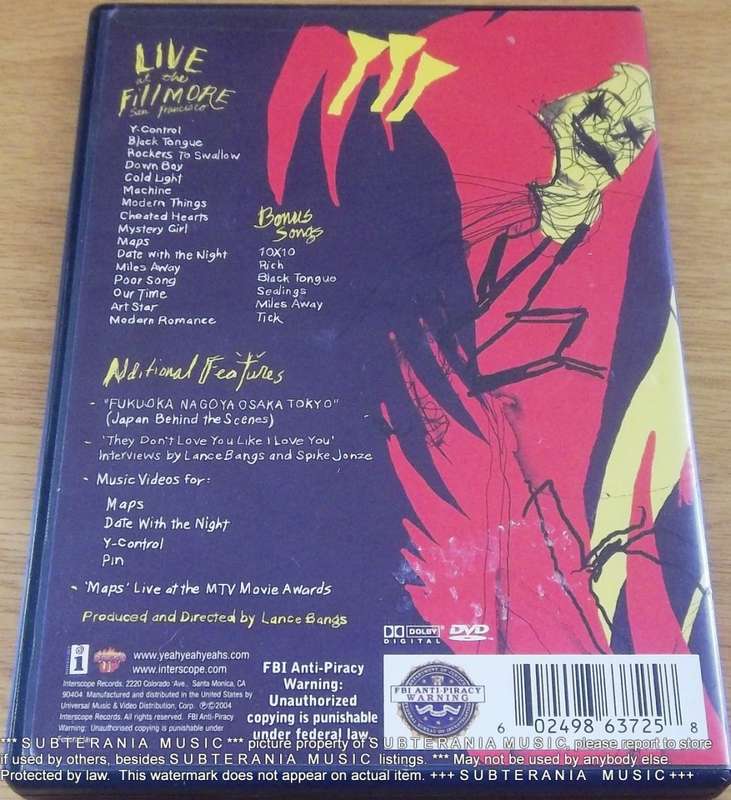 LIVE
at the
FILLMORE
San Francisco
Y-Control
Black Tongue
Rockers To Swallow
Down Boy
Cold Light
Machine
Modern Things
Cheated Hearts
Mystery Girl
Maps
Date with the Night
Miles Away
Poor Song
Our Time
Art Star
Modern Romance
Bonus
Songs
10X10
Rich
Black Tongue
Sealings
Miles Away
Tick
Additional Features
- "FUKUOKA NAGOYA OSAKA TOKYO"
(Japan Behind the Scenes)
- 'They Don't Love You Like I Love You'
Interviews by Lance Bangs and Spike Jonze
- Music Videos for:
Maps
Date With the Night
Y-Control
Pin
- 'Maps' Live at the MTV Movie Awards
Produced and Directed by Lance Bangs
www.yeahyeahyeahs.com
www.interscope.com
Interscope Records. 2220 Colorado Ave., Santa Monica, CA
90404 Manufactured and distributed in the United States by
Universal Music & Video Distribution, Corp. ℗©2004
Interscope Records. All rights reserved. FBI Anti-Piracy
Warning: Unauthorized reproduction is punishable under
FBI Anti-Piracy
Warning:
Unauthorized
copying is punishable
under federal law.
DOLBY
DIGITAL
DVD
VIDEO
FBI ANTI-PIRACY
WARNING
6 02498 63725 8
*** S U B T E R A N I A M U S I C *** picture property of S U B T E R A N I A M U S I C, please report to store
if used by others, besides S U B T E R A N I A M U S I C listings. *** May not be used by anybody else.
Protected by law. This watermark does not appear on actual item. +++ S U B T E R A N I A M U S I C +++